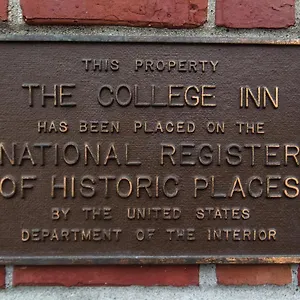 THIS PROPERTY
THE COLLEGE INN
HAS BEEN PLACED ON THE
NATIONAL REGISTER
OF HISTORIC PLACES
BY THE UNITED STATES
DEPARTMENT OF THE INTERIOR